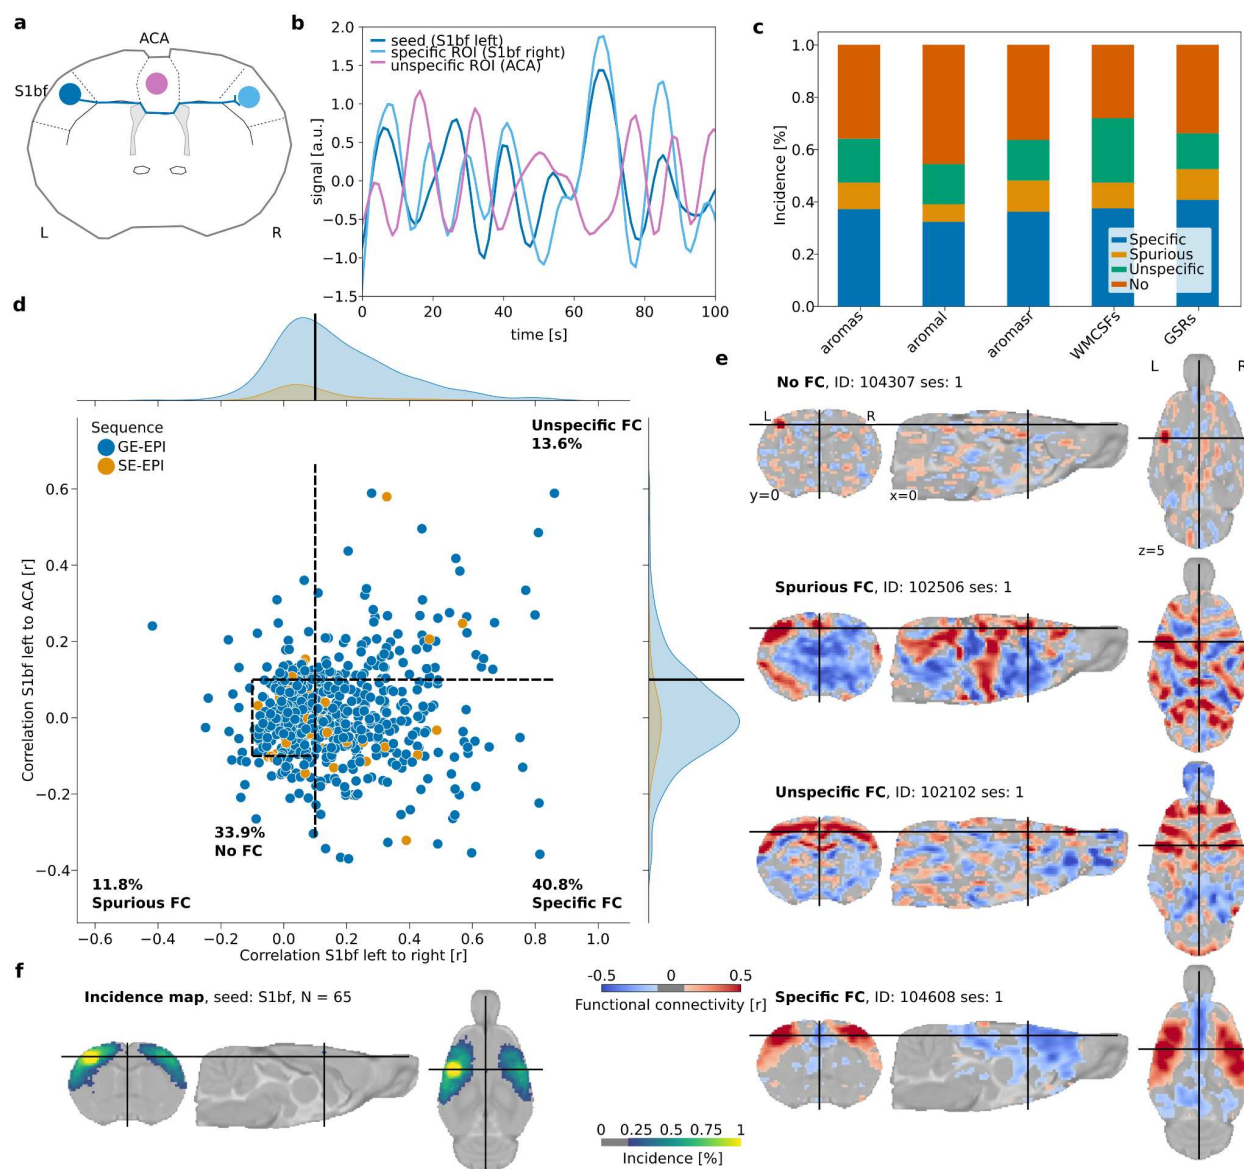 a
ACA
S1bf
L
R
b
seed (S1bf left)
specific ROI (S1bf right)
unspecific ROI (ACA)
2.0
1.5
1.0
0.5
0.0
−0.5
−1.0
−1.5
signal [a.u.]
0 20 40 60 80 100
time [s]
c
1.0
0.8
0.6
0.4
0.2
0.0
Incidence [%]
Specific
Spurious
Unspecific
No
aromas aromal aromasr WMCSFs GSRs
d
Sequence
GE-EPI
SE-EPI
Unspecific FC
13.6%
0.6
0.4
0.2
0.0
−0.2
−0.4
Correlation S1bf left to ACA [r]
33.9%
No FC
11.8%
Spurious FC
40.8%
Specific FC
−0.6 −0.4 −0.2 0.0 0.2 0.4 0.6 0.8 1.0
Correlation S1bf left to right [r]
e
No FC, ID: 104307 ses: 1
L R
L R
y=0 x=0
z=5
Spurious FC, ID: 102506 ses: 1
Unspecific FC, ID: 102102 ses: 1
Specific FC, ID: 104608 ses: 1
-0.5 0 0.5
Functional connectivity [r]
f
Incidence map, seed: S1bf, N = 65
0 0.25 0.5 0.75 1
Incidence [%]